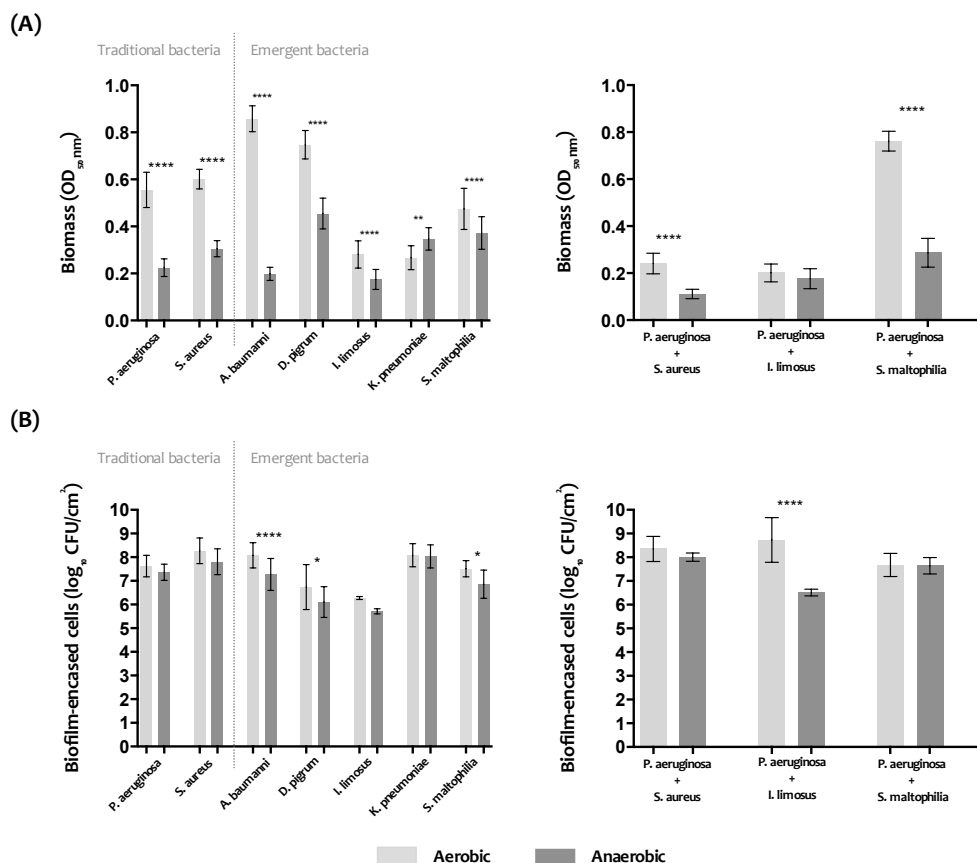 (A)
Traditional bacteria
Emergent bacteria
Biomass (OD570 nm)
1.0
0.8
0.6
0.4
0.2
0.0
****
****
****
****
****
**
****
P. aeruginosa
S. aureus
A. baumanni
D. pigrum
I. limosus
K. pneumoniae
S. maltophilia
Biomass (OD570 nm)
1.0
0.8
0.6
0.4
0.2
0.0
****
****
P. aeruginosa
+
S. aureus
P. aeruginosa
+
I. limosus
P. aeruginosa
+
S. maltophilia
(B)
Traditional bacteria
Emergent bacteria
Biofilm-encased cells (log10 CFU/cm2)
10
9
8
7
6
5
4
3
2
1
0
****
*
*
P. aeruginosa
S. aureus
A. baumanni
D. pigrum
I. limosus
K. pneumoniae
S. maltophilia
Biofilm-encased cells (log10 CFU/cm2)
10
9
8
7
6
5
4
3
2
1
0
****
P. aeruginosa
+
S. aureus
P. aeruginosa
+
I. limosus
P. aeruginosa
+
S. maltophilia
Aerobic
Anaerobic